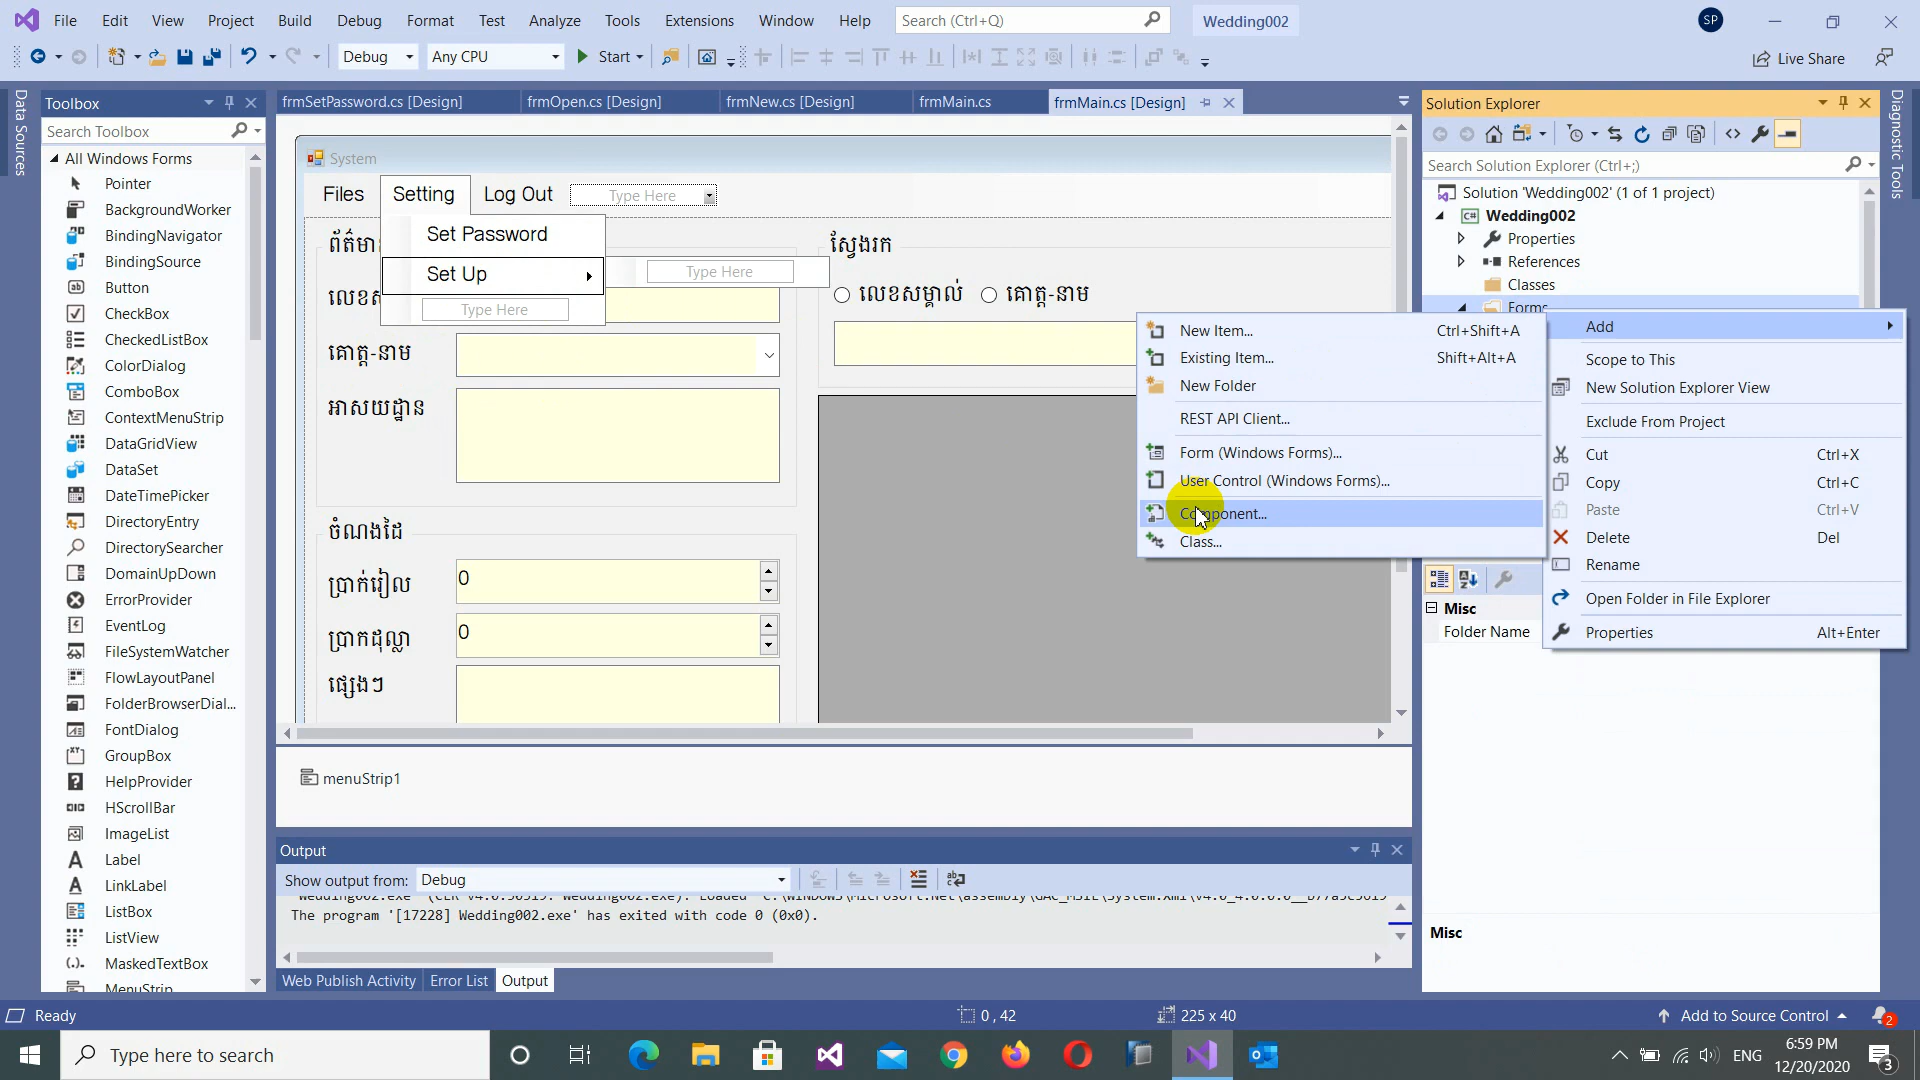 File Edit View Project Build Debug Format Test Analyze Tools Extensions Window Help Search (Ctrl+Q) Wedding002 SP
Debug Any CPU Start Live Share
Data Sources
Toolbox
Search Toolbox
All Windows Forms
Pointer
BackgroundWorker
BindingNavigator
BindingSource
Button
CheckBox
CheckedListBox
ColorDialog
ComboBox
ContextMenuStrip
DataGridView
DataSet
DateTimePicker
DirectoryEntry
DirectorySearcher
DomainUpDown
ErrorProvider
EventLog
FileSystemWatcher
FlowLayoutPanel
FolderBrowserDial...
FontDialog
GroupBox
HelpProvider
HScrollBar
ImageList
Label
LinkLabel
ListBox
ListView
MaskedTextBox
MenuStrip
frmSetPassword.cs [Design] frmOpen.cs [Design] frmNew.cs [Design] frmMain.cs frmMain.cs [Design]
System
Files Setting Log Out Type Here
Set Password
Set Up Type Here
Type Here
ព័ត៌មា
លេខស
គោត្ត-នាម
អាសយដ្ឋាន
ស្វែងរក
លេខសម្គាល់ គោត្ត-នាម
ចំណងដៃ
ប្រាក់រៀល 0
ប្រាកដុល្លា 0
ផ្សេងៗ
menuStrip1
Output
Show output from: Debug
The program '[17228] Wedding002.exe' has exited with code 0 (0x0).
Web Publish Activity Error List Output
Solution Explorer
Search Solution Explorer (Ctrl+;)
Solution 'Wedding002' (1 of 1 project)
Wedding002
Properties
References
Classes
Forms
New Item... Ctrl+Shift+A
Existing Item... Shift+Alt+A
New Folder
REST API Client...
Form (Windows Forms)...
User Control (Windows Forms)...
Component...
Class...
Add
Scope to This
New Solution Explorer View
Exclude From Project
Cut Ctrl+X
Copy Ctrl+C
Paste Ctrl+V
Delete Del
Rename
Open Folder in File Explorer
Properties Alt+Enter
Misc
Folder Name
Misc
Diagnostic Tools
Ready 0 , 42 225 x 40 Add to Source Control 2
Type here to search ENG 6:59 PM
12/20/2020 3